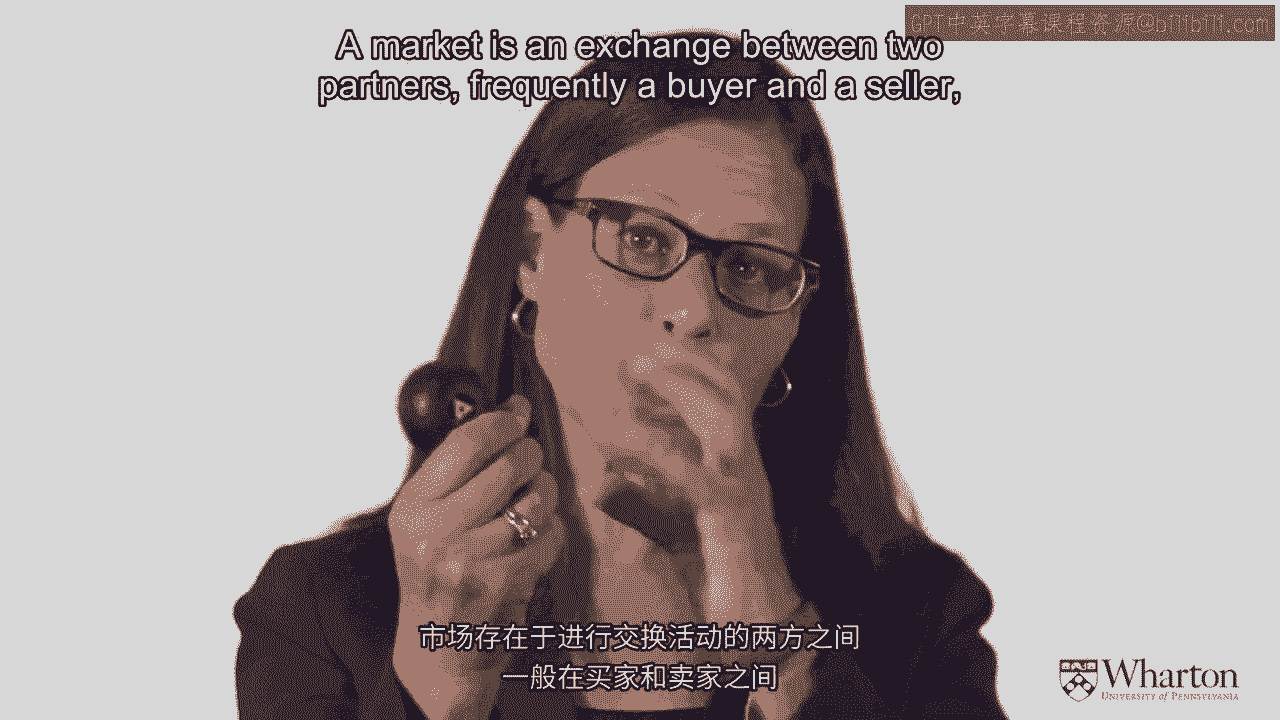 GPT中英字幕课程资源@bilibili.com
A market is an exchange between two
partners, frequently a buyer and a seller,
市场存在于进行交换活动的两方之间
一般在买家和卖家之间
Wharton
UNIVERSITY of PENNSYLVANIA